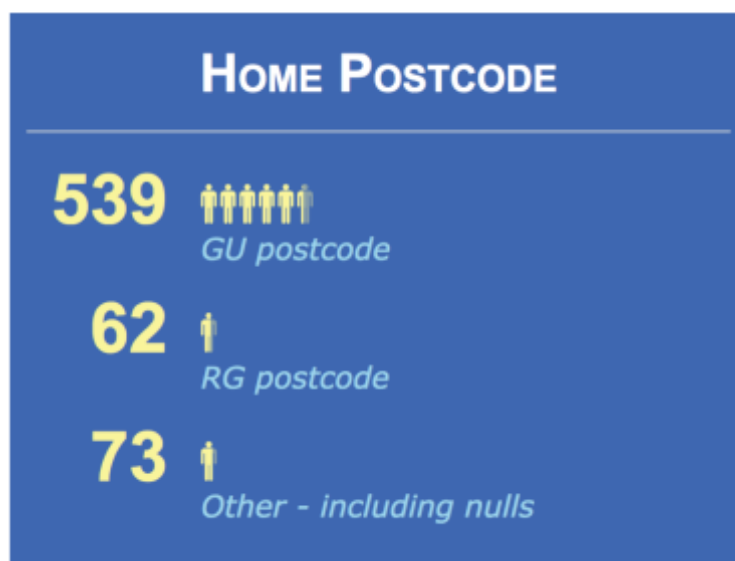 Home Postcode
539
GU postcode
62
RG postcode
73
Other - including nulls